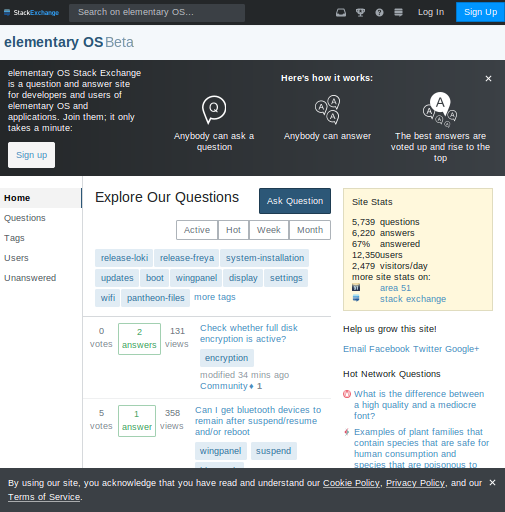 StackExchange
Search on elementary OS…
Log In
Sign Up
elementary OS Beta
elementary OS Stack Exchange
is a question and answer site
for developers and users of
elementary OS and
applications. Join them; it only
takes a minute:
Sign up
Here's how it works:
Anybody can ask a
question
Anybody can answer
The best answers are
voted up and rise to the
top
Home
Questions
Tags
Users
Unanswered
Explore Our Questions
Ask Question
Active
Hot
Week
Month
release-loki release-freya system-installation
updates boot wingpanel display settings
wifi pantheon-files more tags
0
votes
2
answers
131
views
Check whether full disk
encryption is active?
encryption
modified 34 mins ago
Community♦ 1
5
votes
1
answer
358
views
Can I get bluetooth devices to
remain after suspend/resume
and/or reboot
wingpanel suspend
Site Stats
5,739 questions
6,220 answers
67% answered
12,350users
2,479 visitors/day
more site stats on:
area 51
stack exchange
Help us grow this site!
Email Facebook Twitter Google+
Hot Network Questions
What is the difference between
a high quality and a mediocre
font?
Examples of plant families that
contain species that are safe for
human consumption and
species that are poisonous to
By using our site, you acknowledge that you have read and understand our Cookie Policy, Privacy Policy, and our
Terms of Service.